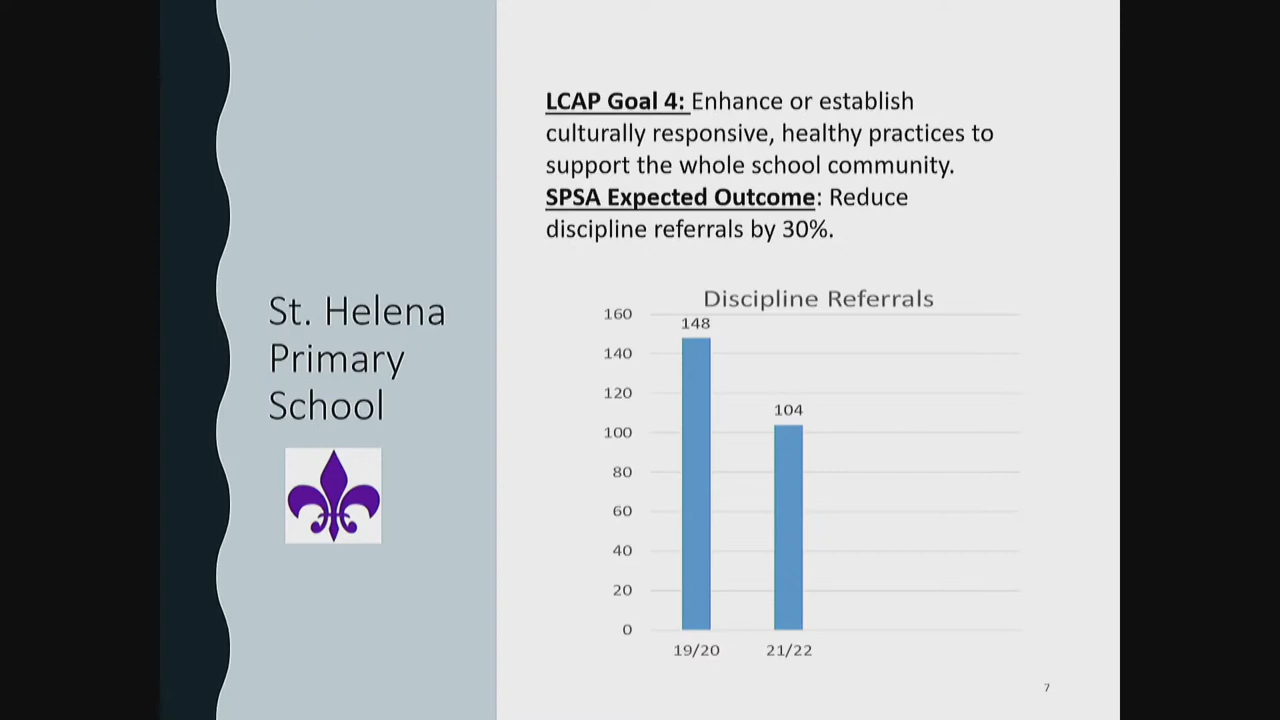 St. Helena
Primary
School
LCAP Goal 4: Enhance or establish
culturally responsive, healthy practices to
support the whole school community.
SPSA Expected Outcome: Reduce
discipline referrals by 30%.
Discipline Referrals
160
140
120
100
80
60
40
20
0
148
104
19/20
21/22
7